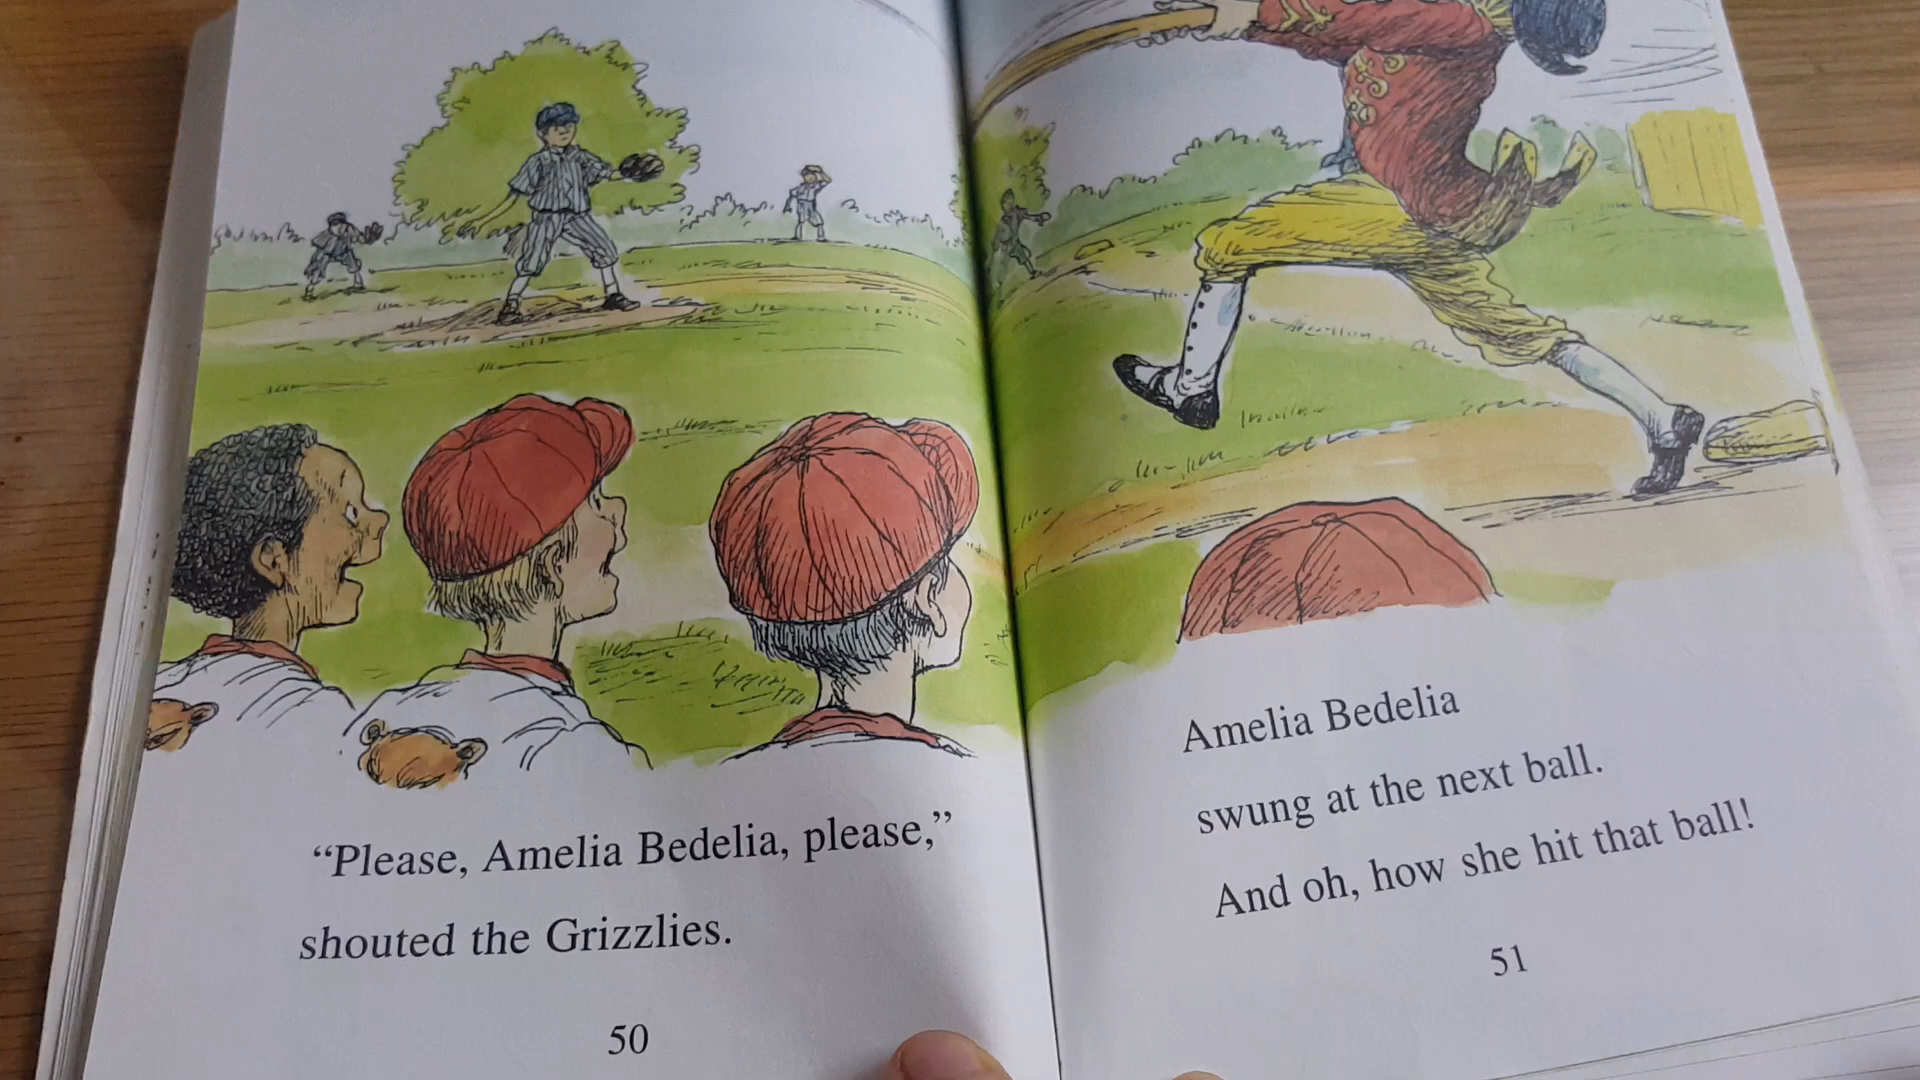 “Please, Amelia Bedelia, please,”
shouted the Grizzlies.
50
Amelia Bedelia
swung at the next ball.
And oh, how she hit that ball!
51